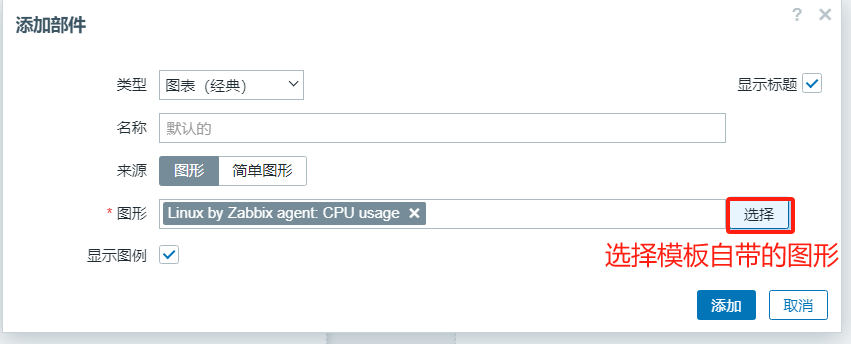 添加部件
类型 图表（经典） 显示标题
名称 默认的
来源 图形 简单图形
* 图形 Linux by Zabbix agent: CPU usage 选择
选择模板自带的图形
显示图例
添加 取消